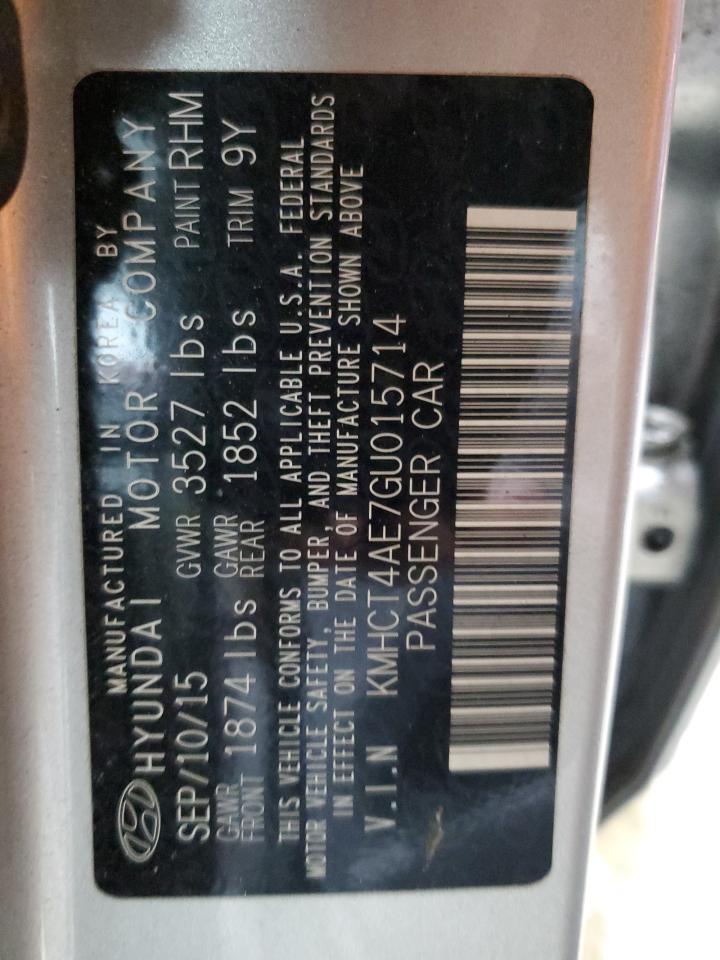 MANUFACTURED IN KOREA BY
HYUNDAI MOTOR COMPANY
SEP/10/15 GVWR 3527 lbs PAINT RHM
GAWR FRONT 1874 lbs GAWR REAR 1852 lbs TRIM 9Y
THIS VEHICLE CONFORMS TO ALL APPLICABLE U.S.A. FEDERAL
MOTOR VEHICLE SAFETY, BUMPER, AND THEFT PREVENTION STANDARDS
IN EFFECT ON THE DATE OF MANUFACTURE SHOWN ABOVE
V.I.N KMHCT4AE7GU015714
PASSENGER CAR